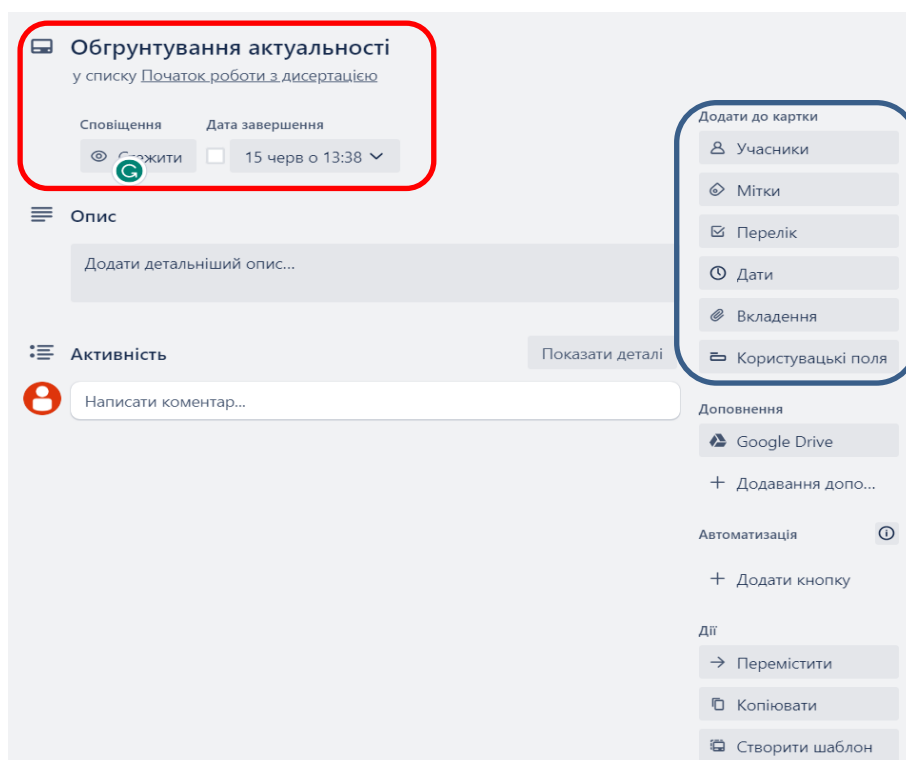 Обгрунтування актуальності
у списку Початок роботи з дисертацією
Сповіщення Дата завершення
15 черв о 13:38
Опис
Додати детальніший опис...
Активність
Показати деталі
Написати коментар...
Додати до картки
Учасники
Мітки
Перелік
Дати
Вкладення
Користувацькі поля
Доповнення
Google Drive
+ Додавання допо...
Автоматизація
+ Додати кнопку
Дії
Перемістити
Копіювати
Створити шаблон